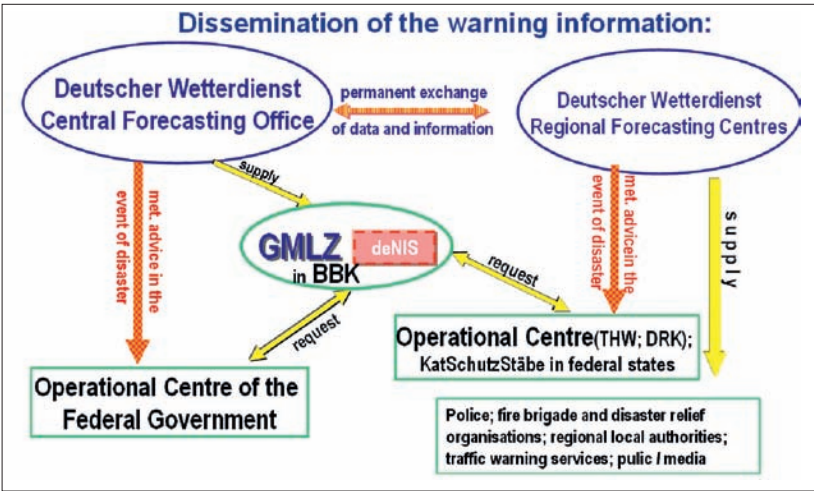 Dissemination of the warning information:
Deutscher Wetterdienst
Central Forecasting Office
permanent exchange
of data and information
Deutscher Wetterdienst
Regional Forecasting Centres
met. advice in the
event of disaster
supply
GMLZ
deNIS
in BBK
request
request
met. advicein the
event of disaster
supply
Operational Centre of the
Federal Government
Operational Centre(THW; DRK);
KatSchutzStäbe in federal states
Police; fire brigade and disaster relief
organisations; regional local authorities;
traffic warning services; pulic / media